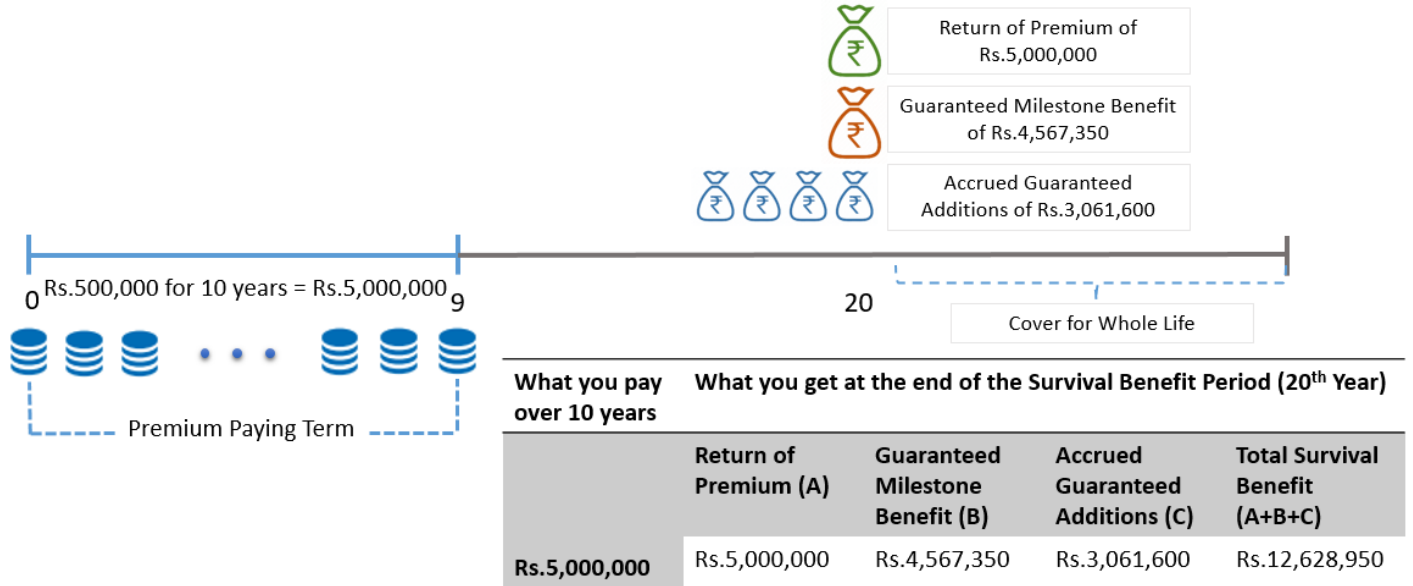 Return of Premium of
Rs.5,000,000
Guaranteed Milestone Benefit
of Rs.4,567,350
Accrued Guaranteed
Additions of Rs.3,061,600
₹
₹
₹ ₹ ₹ ₹
Rs.500,000 for 10 years = Rs.5,000,000
0
9
20
Cover for Whole Life
Premium Paying Term
What you pay
over 10 years
What you get at the end of the Survival Benefit Period (20th Year)
Return of
Premium (A)
Guaranteed
Milestone
Benefit (B)
Accrued
Guaranteed
Additions (C)
Total Survival
Benefit
(A+B+C)
Rs.5,000,000
Rs.5,000,000
Rs.4,567,350
Rs.3,061,600
Rs.12,628,950